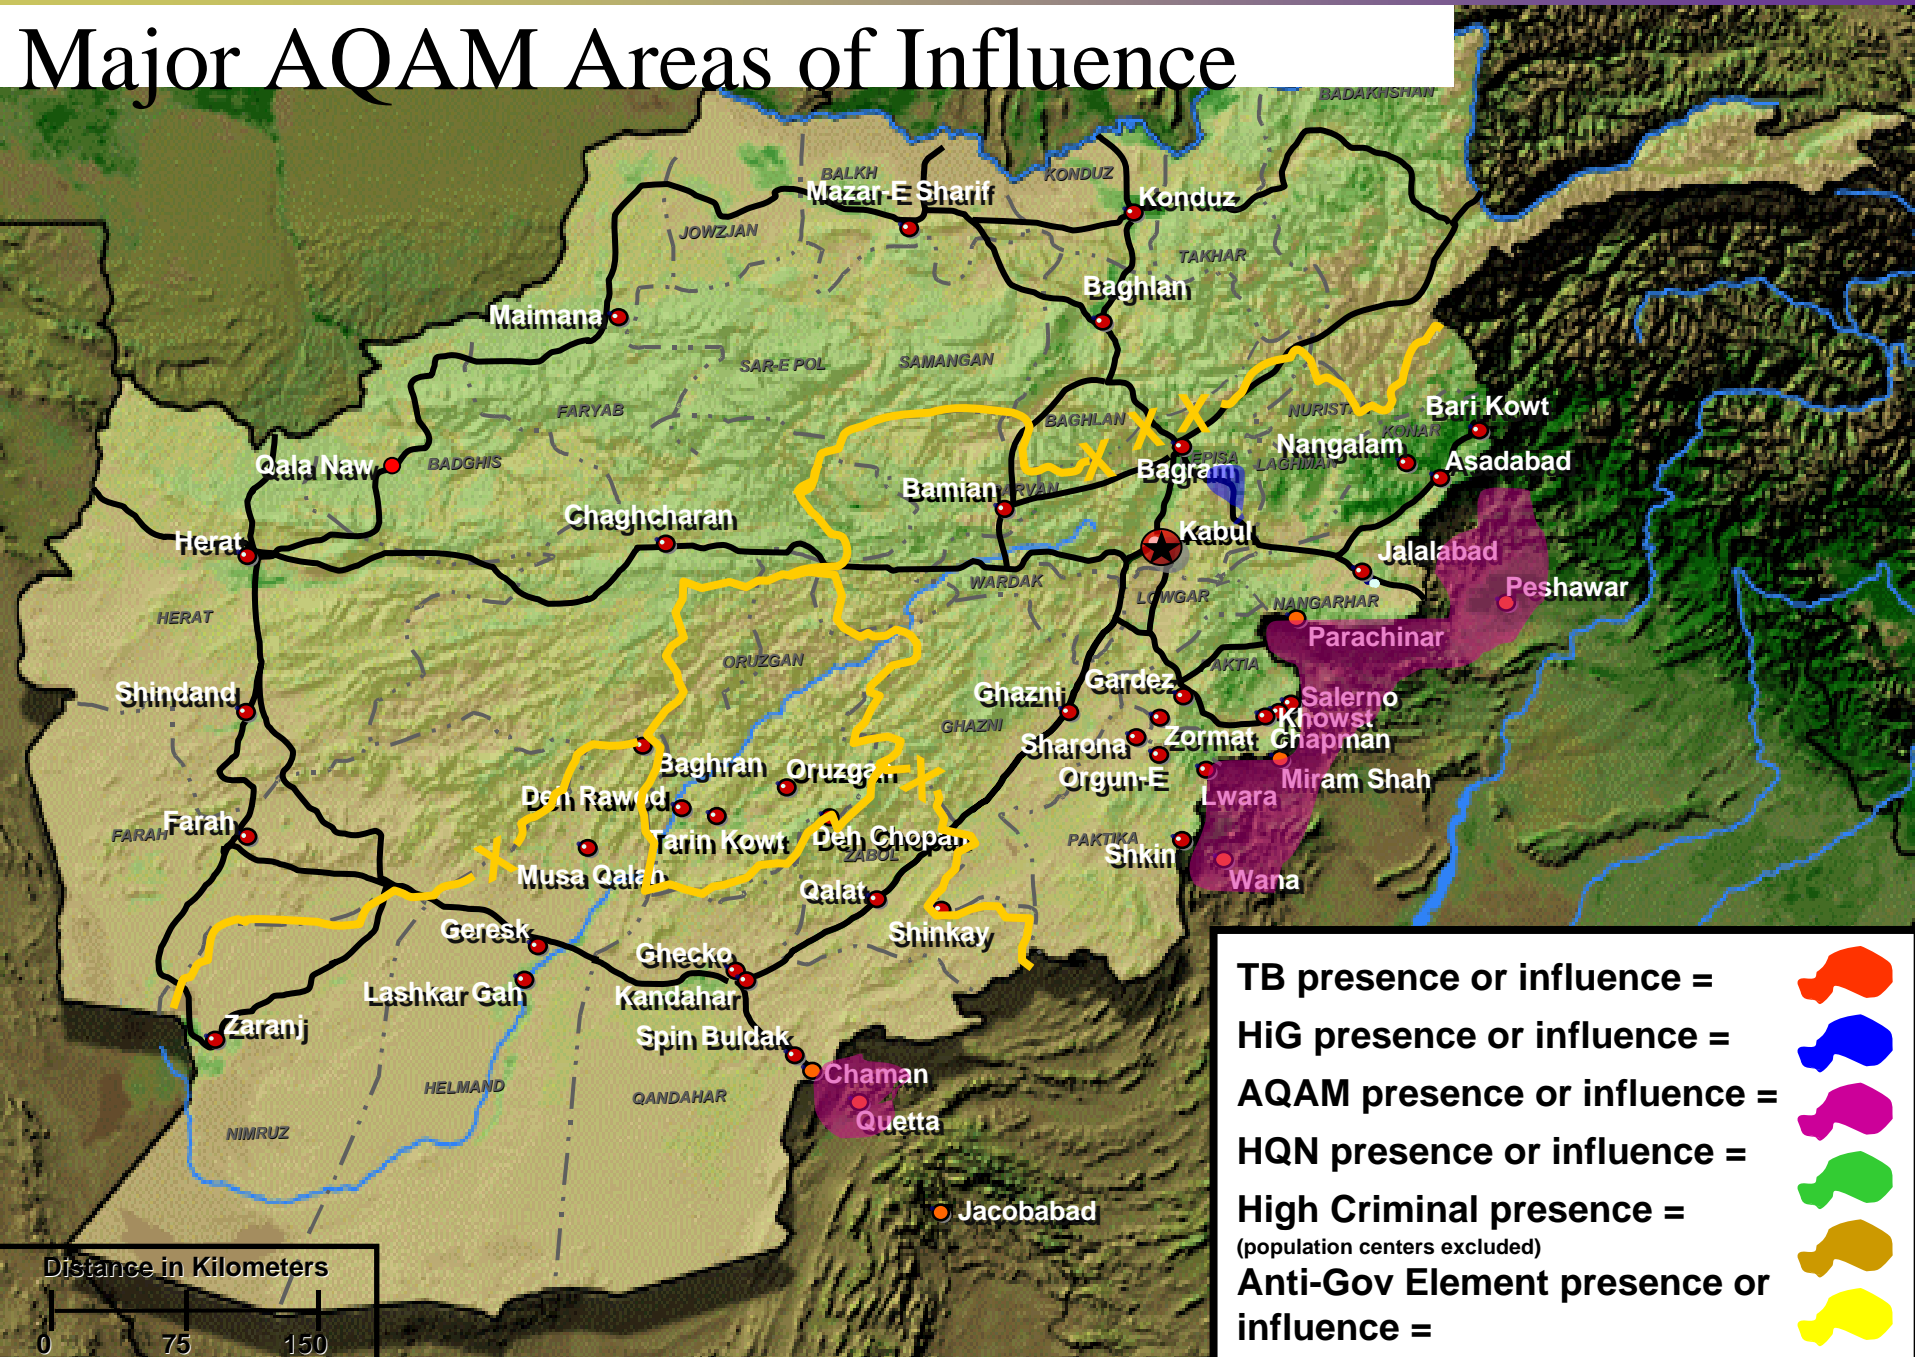 Major AQAM Areas of Influence
BADAKHSHAN
BALKH
KONDUZ
Mazar-E Sharif
Konduz
JOWZJAN
TAKHAR
Baghlan
Maimana
SAR-E POL
SAMANGAN
FARYAB
BAGHLAN
Bari Kowt
KONAR
Nangalam
Qala Naw
BADGHIS
Bagram
LAGHMAN
Asadabad
Bamian
Chaghcharan
Herat
Kabul
Jalalabad
WARDAK
LOWGAR
NANGARHAR
Peshawar
HERAT
Parachinar
ORUZGAN
Gardez
Shindand
Ghazni
Salerno
GHAZNI
Khowst
Sharona
Zormat
Chapman
Baghran
Oruzgan
Orgun-E
Miram Shah
Deh Rawod
Lwara
FARAH
Farah
Tarin Kowt
Deh Chopan
ZABOL
PAKTIKA
Shkin
Musa Qalah
Qalat
Wana
Geresk
Shinkay
Ghecko
Lashkar Gah
Kandahar
Zaranj
Spin Buldak
Chaman
HELMAND
QANDAHAR
Quetta
NIMRUZ
Jacobabad
TB presence or influence =
HiG presence or influence =
AQAM presence or influence =
HQN presence or influence =
High Criminal presence =
(population centers excluded)
Anti-Gov Element presence or
influence =
Distance in Kilometers
0 75 150